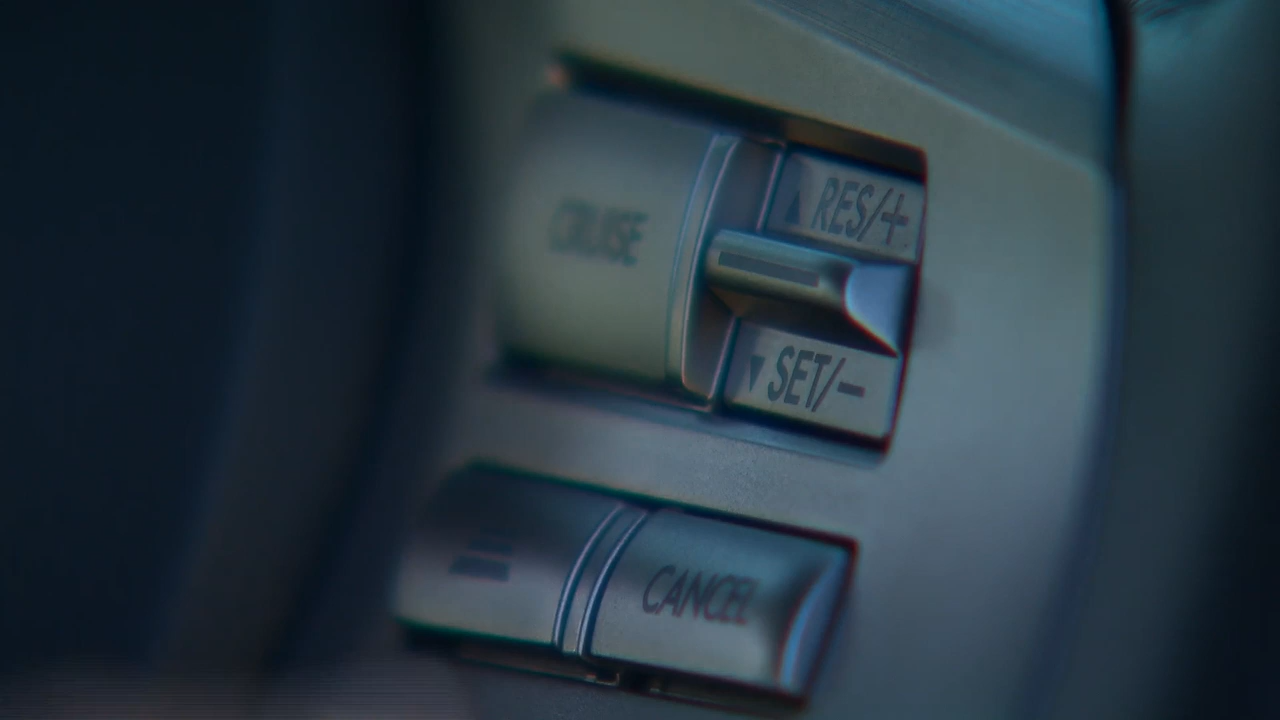 ▲ RES/+
CRUISE
▼ SET/−
CANCEL